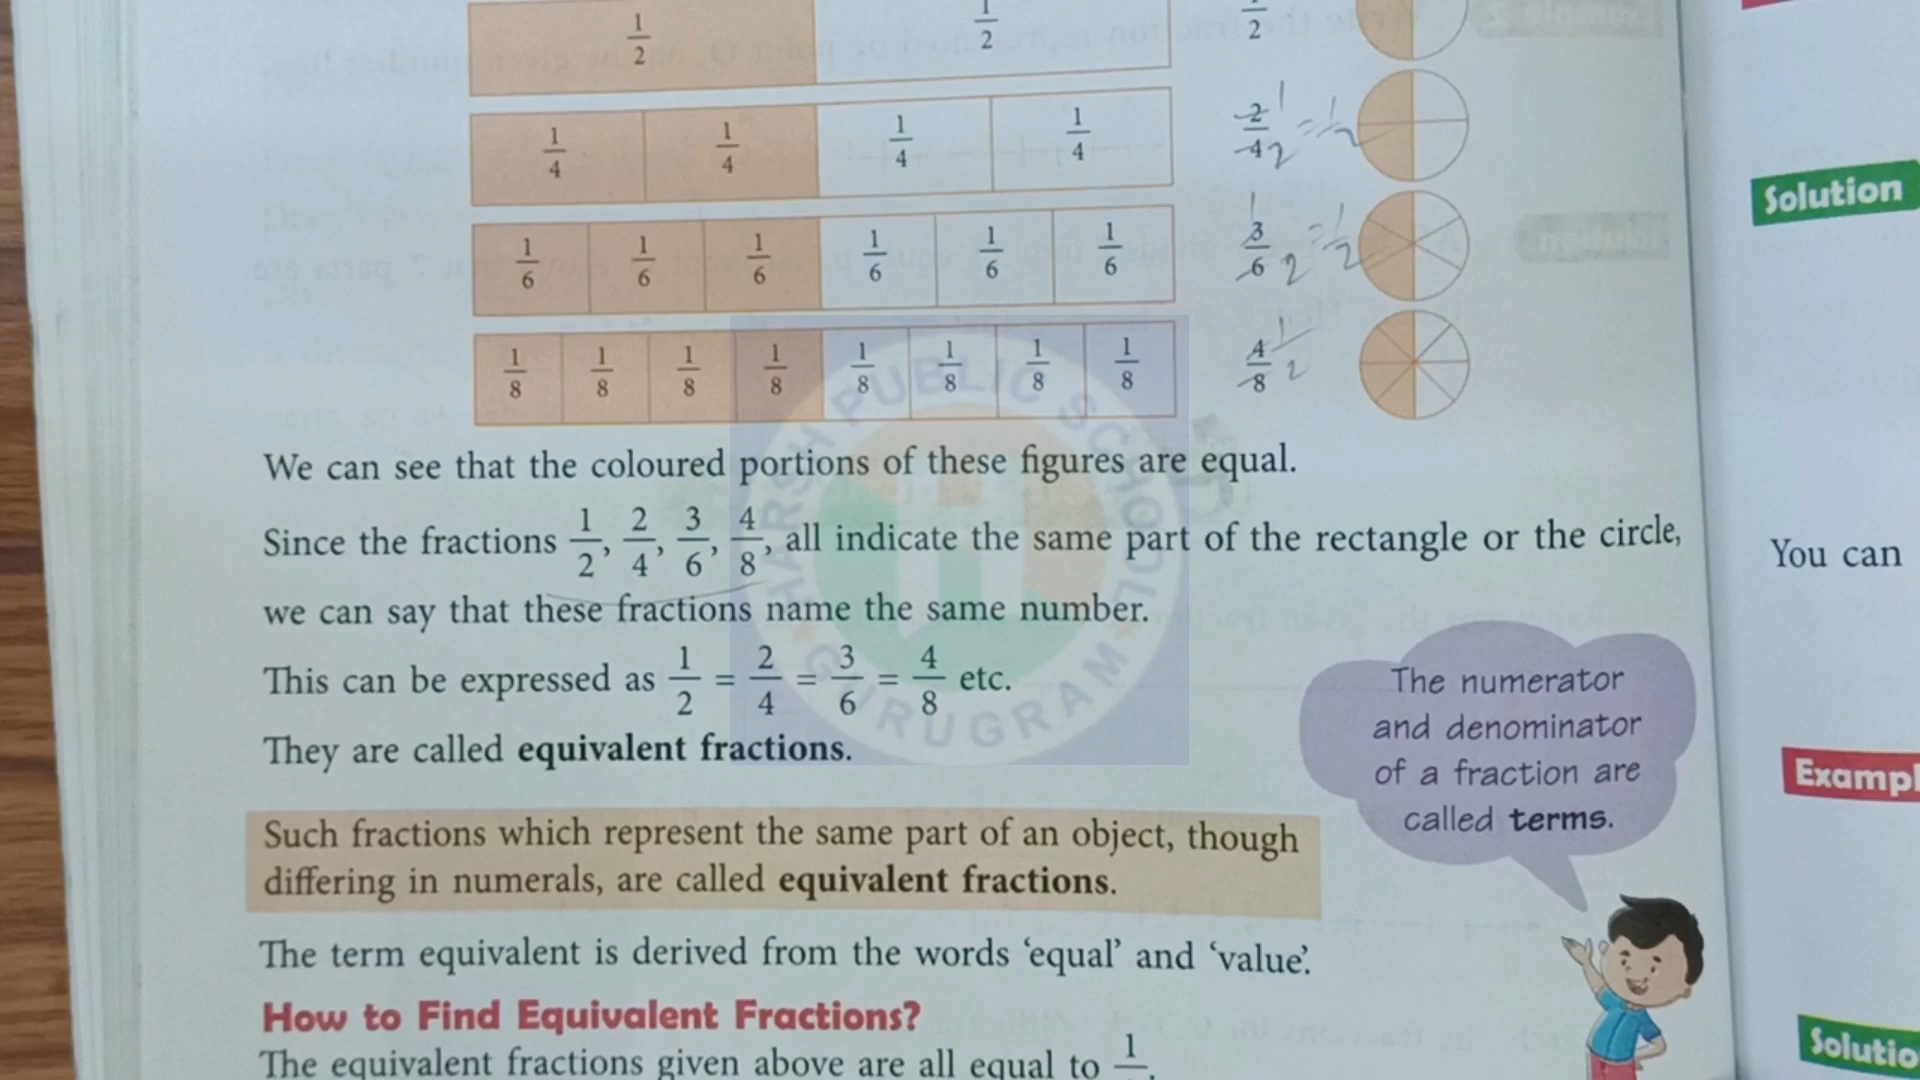 1/2 1/2 1/2
1/4 1/4 1/4 1/4 2/4 1 2 = 1/2
1/6 1/6 1/6 1/6 1/6 1/6 3/6 1 2 = 1/2
1/8 1/8 1/8 1/8 1/8 1/8 1/8 1/8 4/8 1 2
We can see that the coloured portions of these figures are equal.
Since the fractions 1/2, 2/4, 3/6, 4/8, all indicate the same part of the rectangle or the circle,
we can say that these fractions name the same number.
This can be expressed as 1/2 = 2/4 = 3/6 = 4/8 etc.
They are called equivalent fractions.
The numerator
and denominator
of a fraction are
called terms.
Such fractions which represent the same part of an object, though
differing in numerals, are called equivalent fractions.
The term equivalent is derived from the words ‘equal’ and ‘value’.
How to Find Equivalent Fractions?
The equivalent fractions given above are all equal to
HARSH PUBLIC SCHOOL
GURUGRAM
Solution
You can